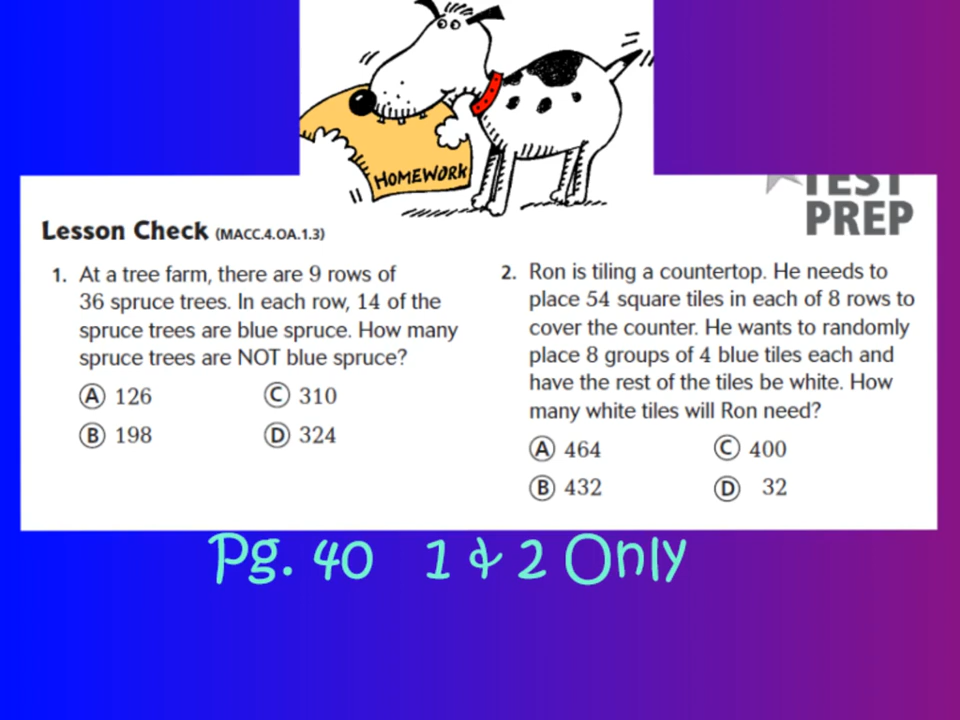 HOMEWORK
TEST
PREP
Lesson Check (MACC.4.OA.1.3)
1. At a tree farm, there are 9 rows of
36 spruce trees. In each row, 14 of the
spruce trees are blue spruce. How many
spruce trees are NOT blue spruce?
A 126
C 310
B 198
D 324
2. Ron is tiling a countertop. He needs to
place 54 square tiles in each of 8 rows to
cover the counter. He wants to randomly
place 8 groups of 4 blue tiles each and
have the rest of the tiles be white. How
many white tiles will Ron need?
A 464
C 400
B 432
D 32
Pg. 40 1 & 2 Only